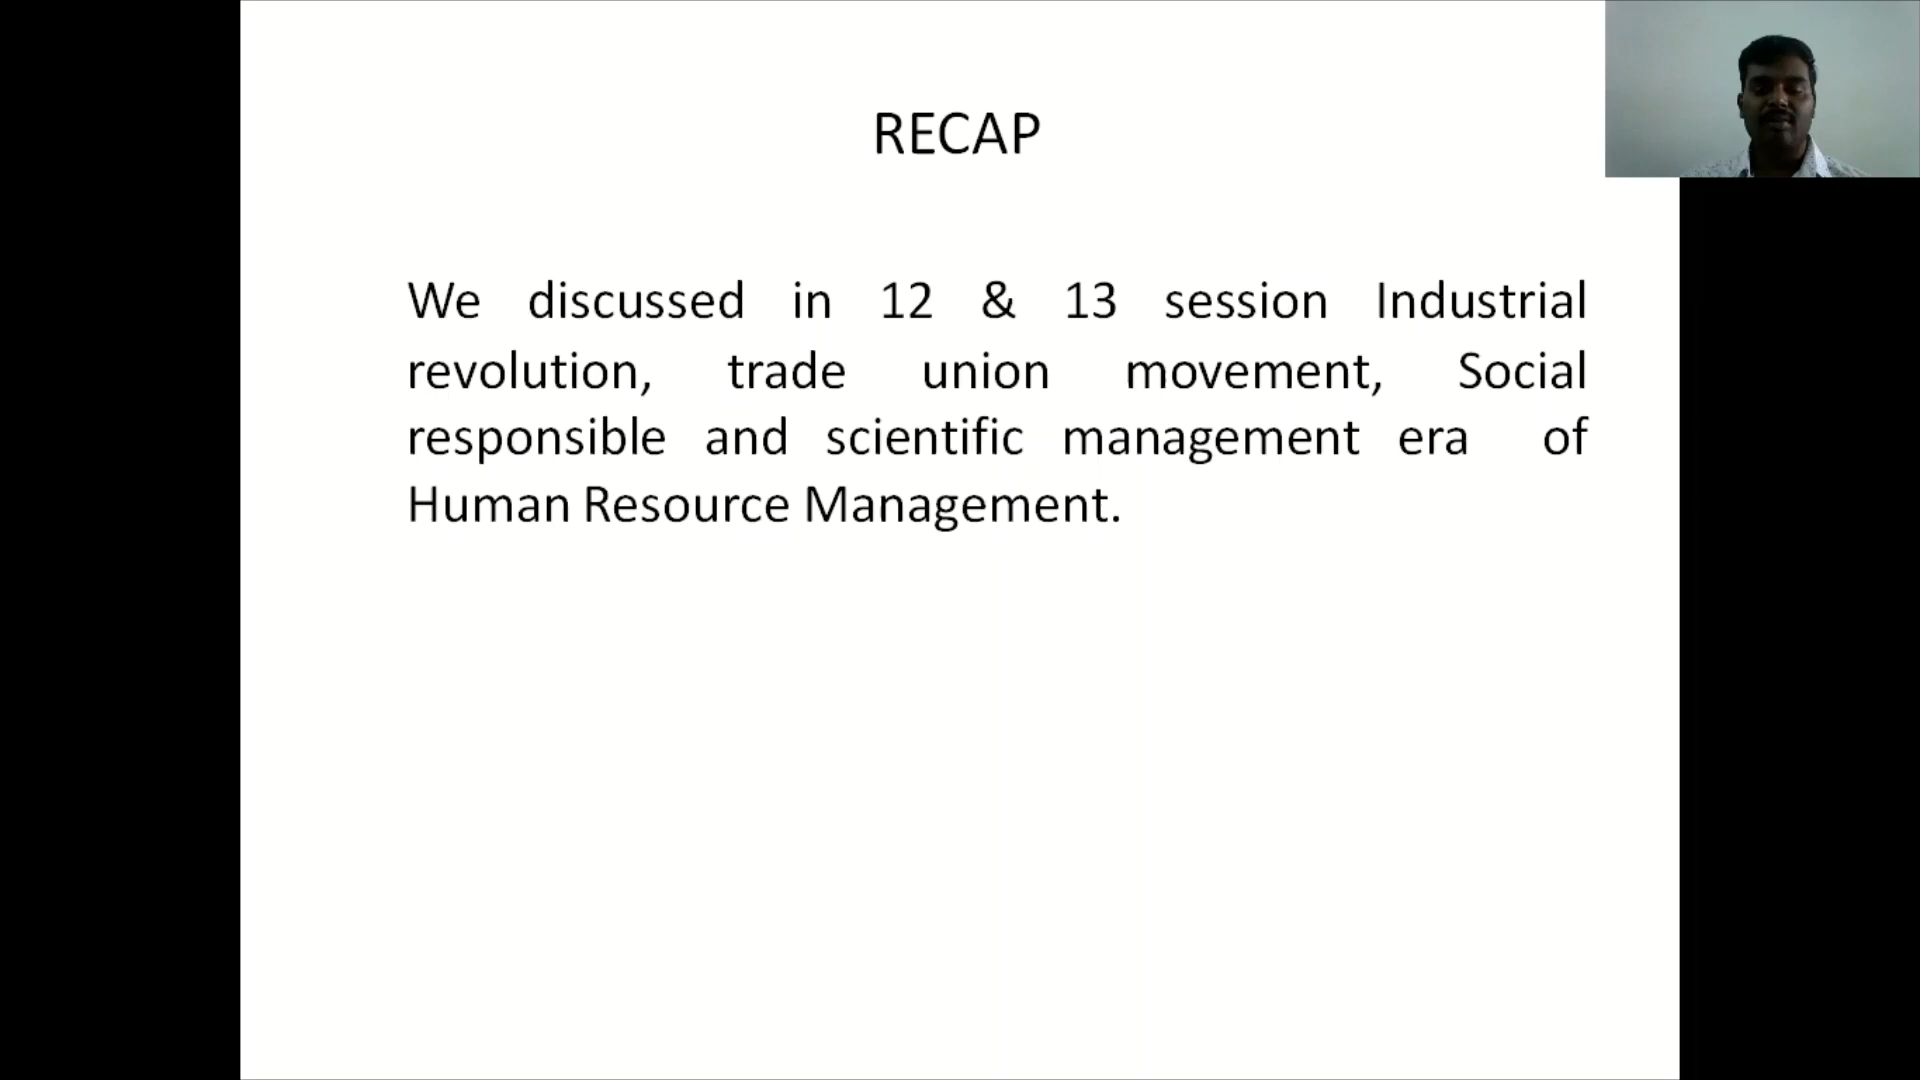 RECAP
We discussed in 12 & 13 session Industrial
revolution, trade union movement, Social
responsible and scientific management era of
Human Resource Management.